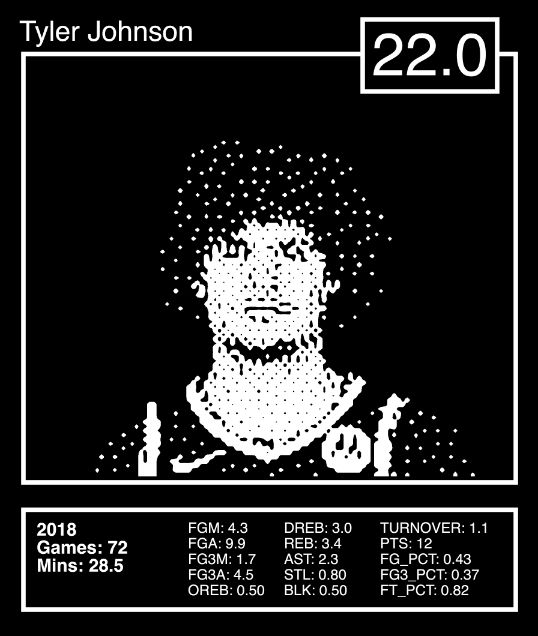 Tyler Johnson
22.0
2018
Games: 72
Mins: 28.5
FGM: 4.3
FGA: 9.9
FG3M: 1.7
FG3A: 4.5
OREB: 0.50
DREB: 3.0
REB: 3.4
AST: 2.3
STL: 0.80
BLK: 0.50
TURNOVER: 1.1
PTS: 12
FG_PCT: 0.43
FG3_PCT: 0.37
FT_PCT: 0.82